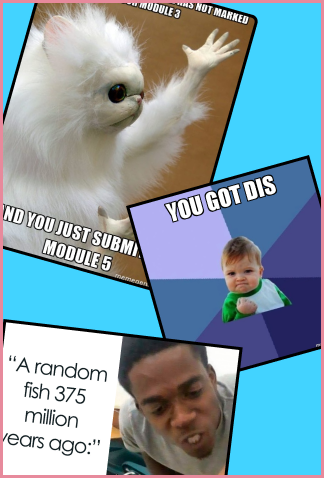 HAS NOT MARKED
MODULE 3
ND YOU JUST SUBMI
MODULE 5
YOU GOT DIS
“A random
fish 375
million
years ago:”